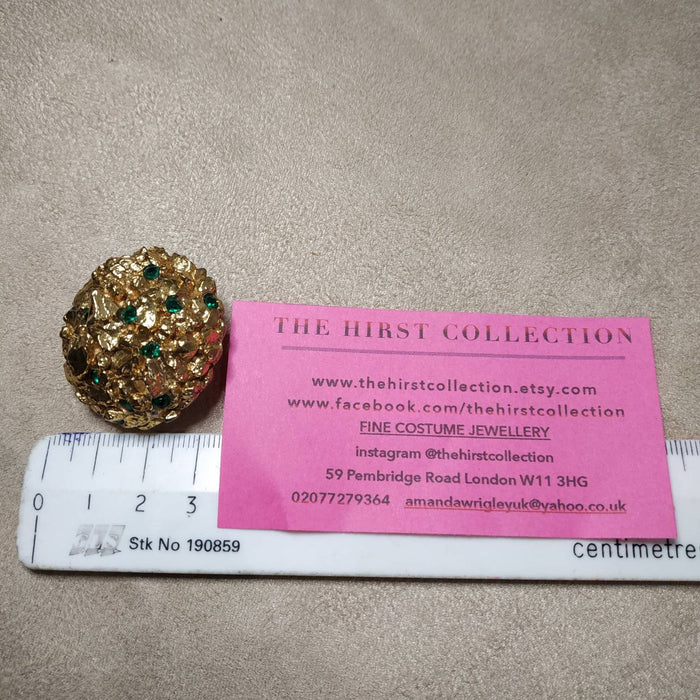 THE HIRST COLLECTION
www.thehirstcollection.etsy.com
www.facebook.com/thehirstcollection
FINE COSTUME JEWELLERY
instagram @thehirstcollection
59 Pembridge Road London W11 3HG
02077279364 amandawrigleyuk@yahoo.co.uk
0 1 2 3
Stk No 190859
centimetre